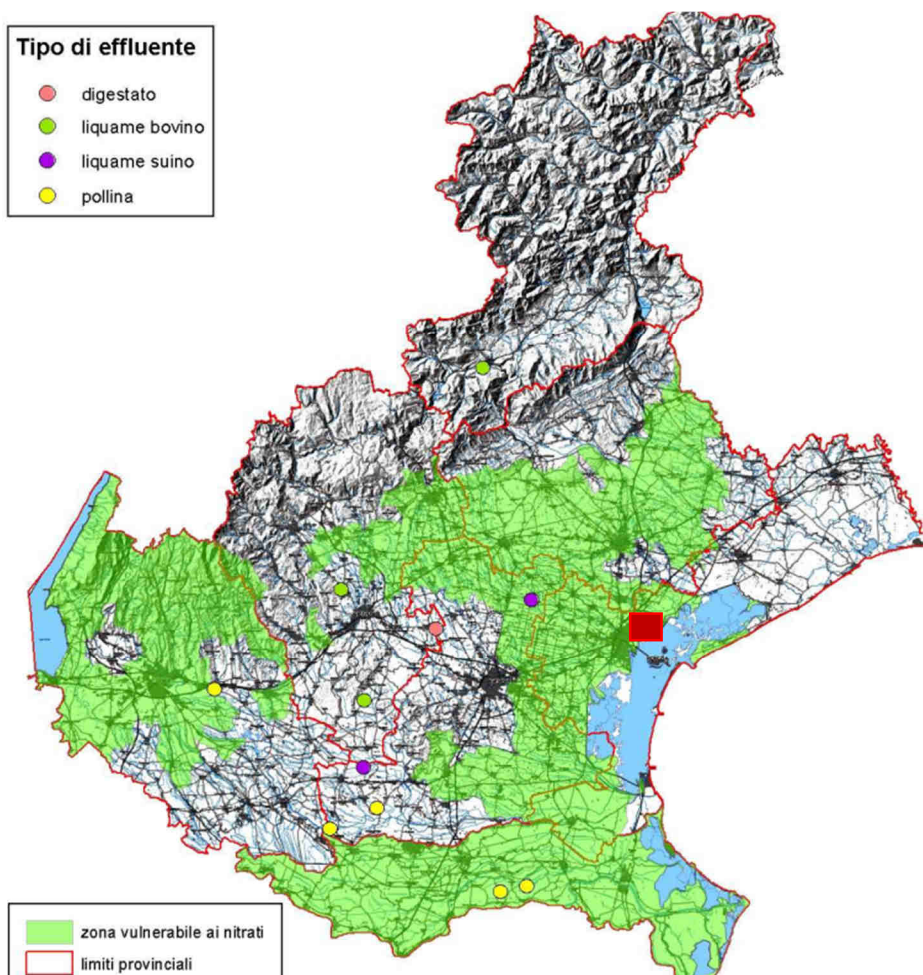 Tipo di effluente
digestato
liquame bovino
liquame suino
pollina
zona vulnerabile ai nitrati
limiti provinciali